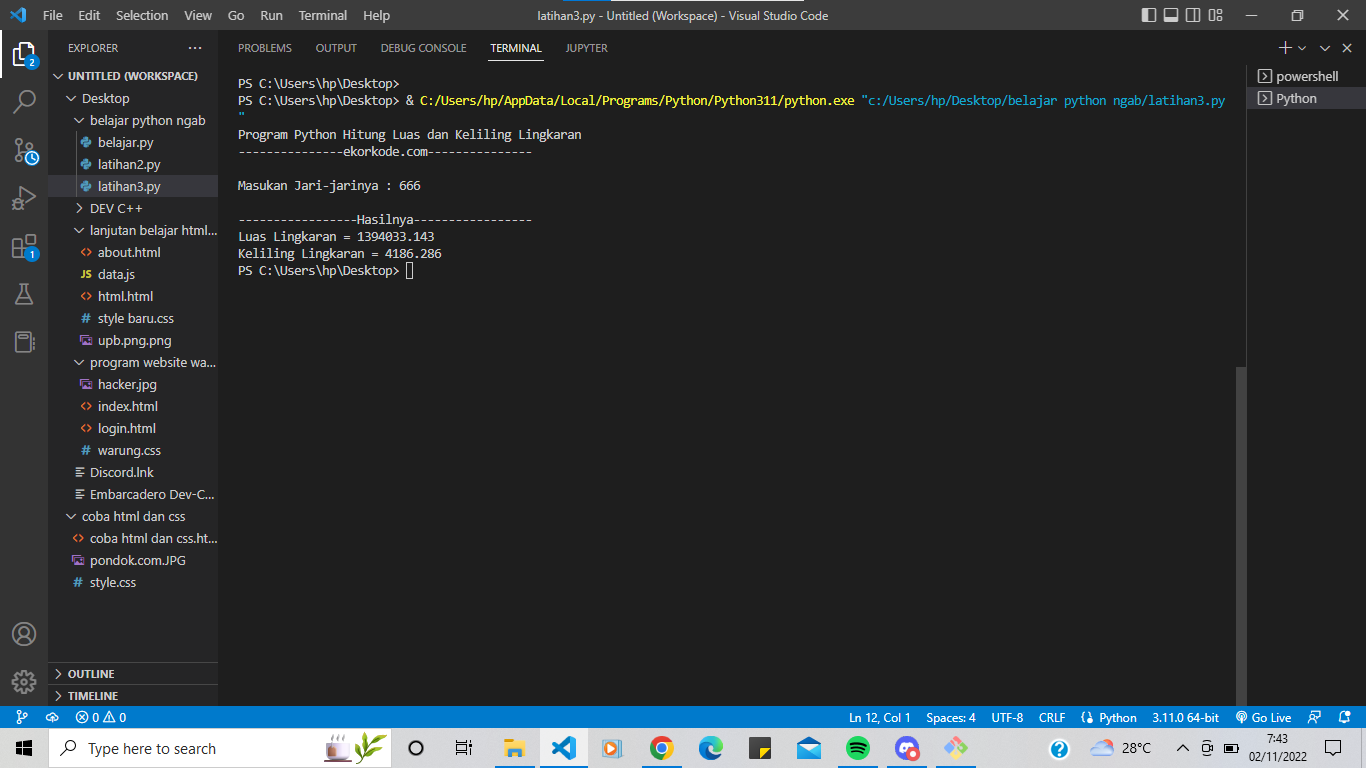 File Edit Selection View Go Run Terminal Help
latihan3.py - Untitled (Workspace) - Visual Studio Code
EXPLORER
UNTITLED (WORKSPACE)
Desktop
belajar python ngab
belajar.py
latihan2.py
latihan3.py
DEV C++
lanjutan belajar html...
about.html
JS data.js
html.html
# style baru.css
upb.png.png
program website wa...
hacker.jpg
index.html
login.html
# warung.css
Discord.lnk
Embarcadero Dev-C...
coba html dan css
coba html dan css.ht...
pondok.com.JPG
# style.css
OUTLINE
TIMELINE
2
1
PROBLEMS OUTPUT DEBUG CONSOLE TERMINAL JUPYTER
PS C:\Users\hp\Desktop>
PS C:\Users\hp\Desktop> & C:/Users/hp/AppData/Local/Programs/Python/Python311/python.exe "c:/Users/hp/Desktop/belajar python ngab/latihan3.py
"
Program Python Hitung Luas dan Keliling Lingkaran
---------------ekorkode.com---------------
Masukan Jari-jarinya : 666
-----------------Hasilnya-----------------
Luas Lingkaran = 1394033.143
Keliling Lingkaran = 4186.286
PS C:\Users\hp\Desktop>
powershell
Python
0 0
Ln 12, Col 1 Spaces: 4 UTF-8 CRLF Python 3.11.0 64-bit Go Live
Type here to search
28°C
7:43
02/11/2022